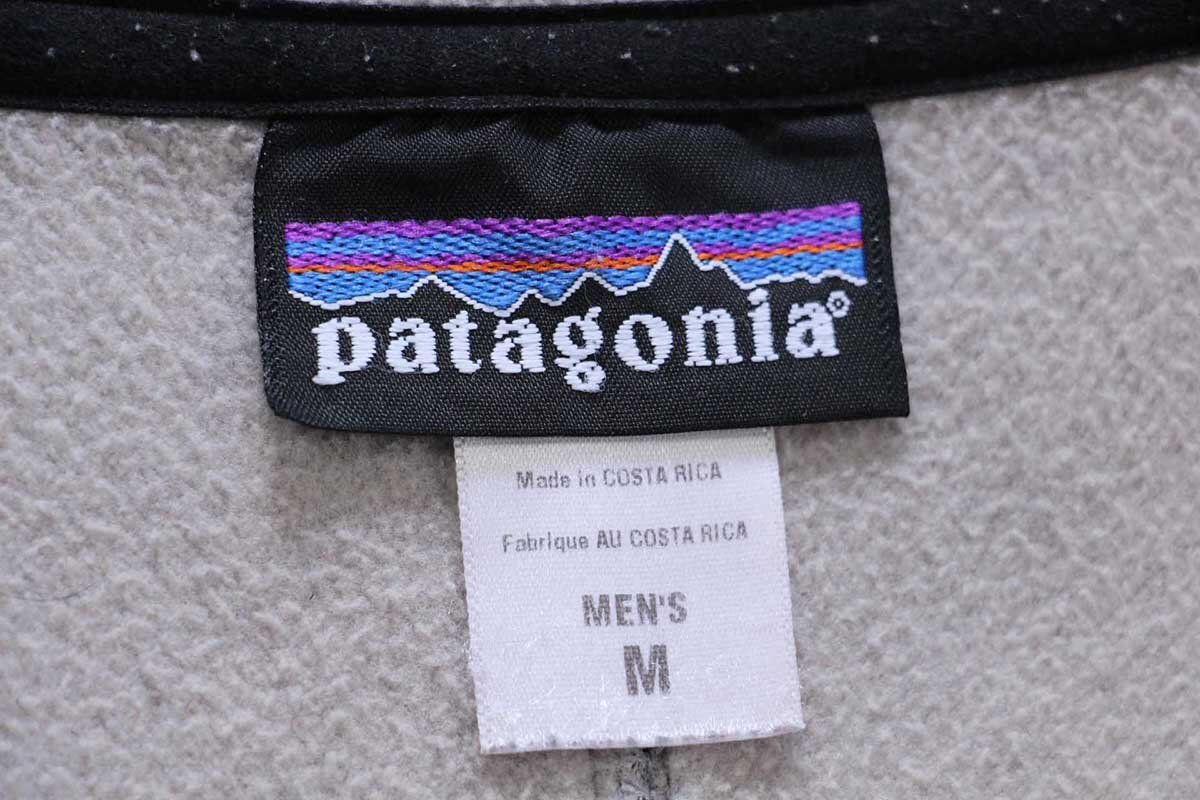 patagonia®
Made in COSTA RICA
Fabrique AU COSTA RICA
MEN'S
M